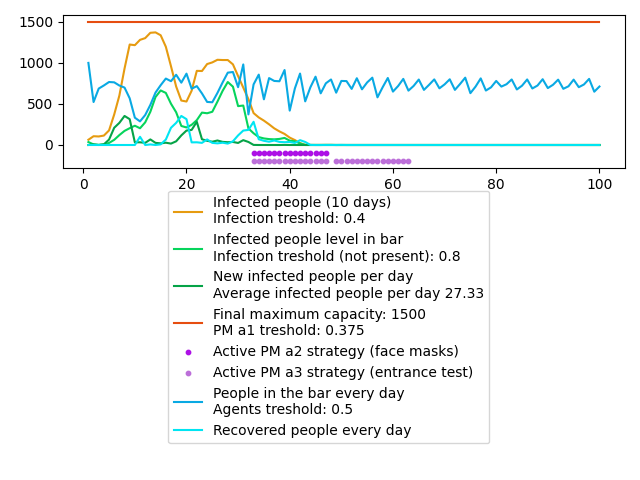 1500
1000
500
0
0 20 40 60 80 100
Infected people (10 days)
Infection treshold: 0.4
Infected people level in bar
Infection treshold (not present): 0.8
New infected people per day
Average infected people per day 27.33
Final maximum capacity: 1500
PM a1 treshold: 0.375
Active PM a2 strategy (face masks)
Active PM a3 strategy (entrance test)
People in the bar every day
Agents treshold: 0.5
Recovered people every day